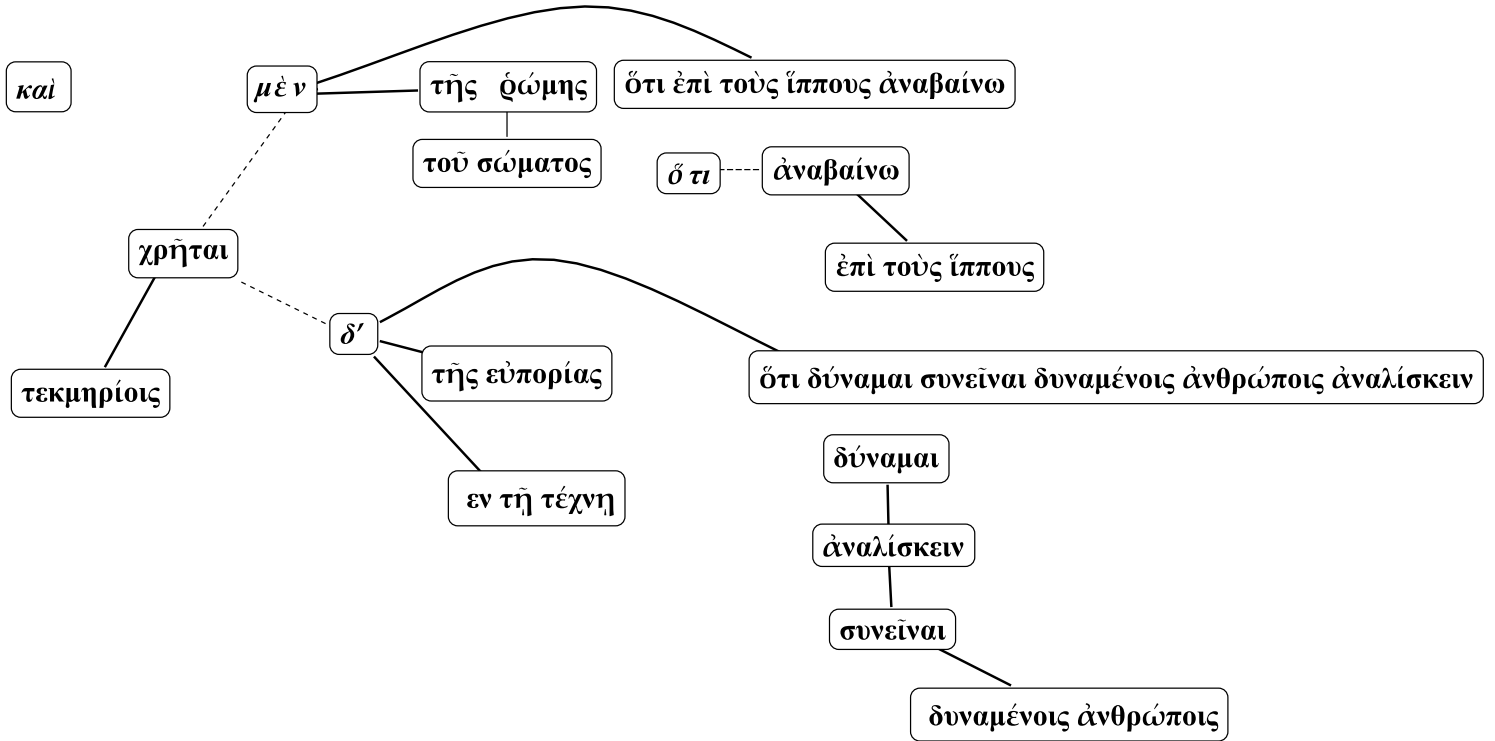 καὶ
μὲν
τῆς ῥώμης
ὅτι ἐπὶ τοὺς ἵππους ἀναβαίνω
τοῦ σώματος
ὅτι
ἀναβαίνω
χρῆται
ἐπὶ τοὺς ἵππους
δ’
τῆς εὐπορίας
ὅτι δύναμαι συνεῖναι δυναμένοις ἀνθρώποις ἀναλίσκειν
τεκμηρίοις
δύναμαι
εν τῇ τέχνῃ
ἀναλίσκειν
συνεῖναι
δυναμένοις ἀνθρώποις